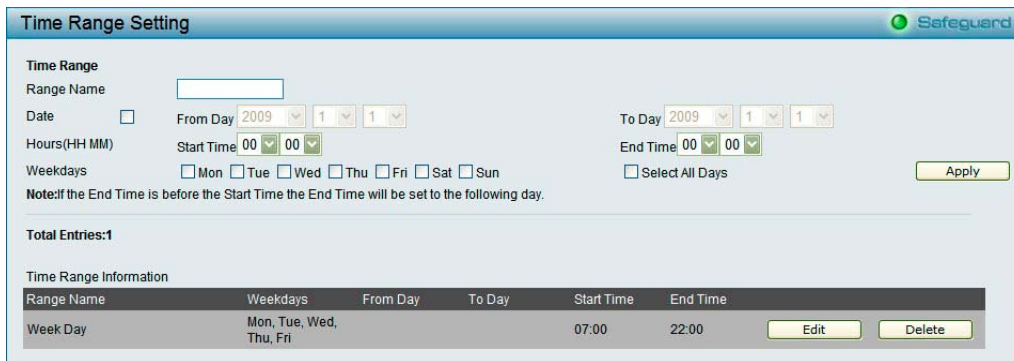 Time Range Setting
Safeguard
Time Range
Range Name
Date From Day 2009 1 1 To Day 2009 1 1
Hours(HH MM) Start Time 00 00 End Time 00 00
Weekdays Mon Tue Wed Thu Fri Sat Sun Select All Days Apply
Note:If the End Time is before the Start Time the End Time will be set to the following day.
Total Entries:1
Time Range Information
Range Name Weekdays From Day To Day Start Time End Time
Week Day Mon, Tue, Wed, Thu, Fri 07:00 22:00 Edit Delete